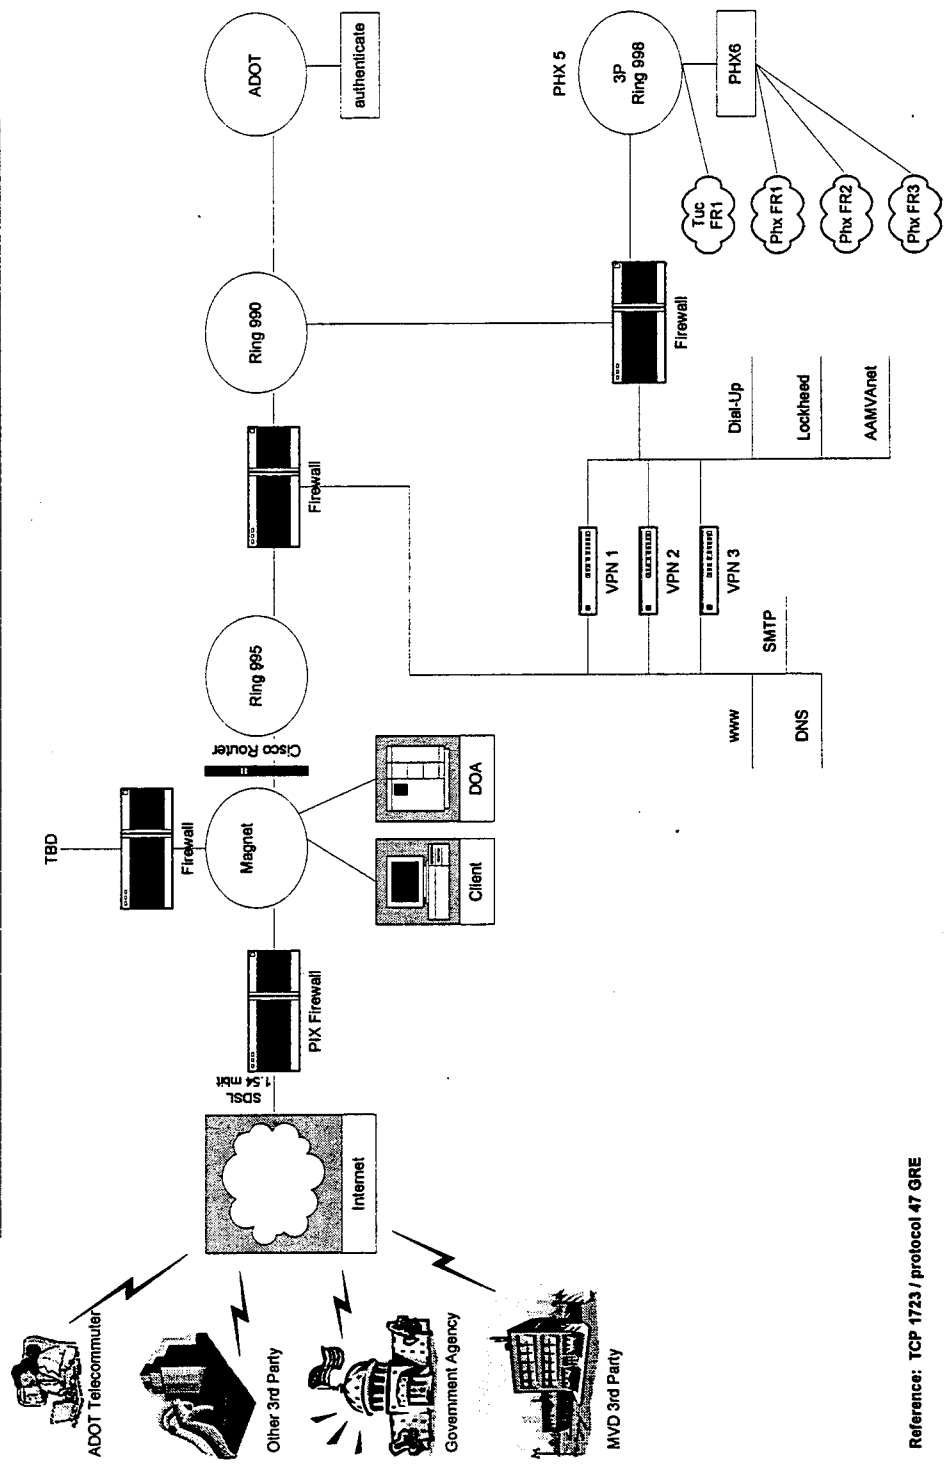 ADOT Telecommuter
Other 3rd Party
Government Agency
MVD 3rd Party
Internet
SDSL
1.54 mbit
PIX Firewall
TBD
Firewall
Magnet
Client
DOA
Cisco Router
Ring 995
Firewall
Ring 990
ADOT
authenticate
www
DNS
SMTP
VPN 1
VPN 2
VPN 3
Dial-Up
Lockheed
AAMVAnet
Firewall
PHX 5
3P
Ring 998
PHX6
Tuc
FR1
Phx FR1
Phx FR2
Phx FR3
Reference: TCP 1723 / protocol 47 GRE